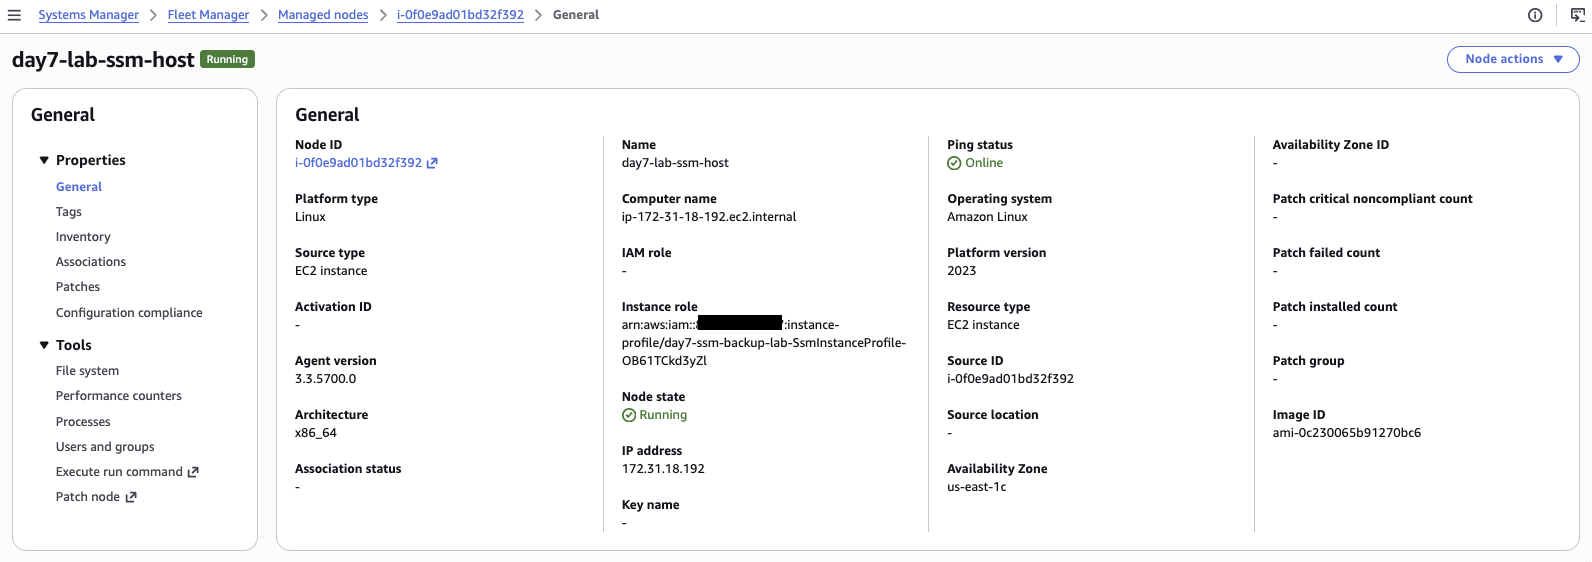 Systems Manager > Fleet Manager > Managed nodes > i-0f0e9ad01bd32f392 > General
day7-lab-ssm-host Running
Node actions
General
Properties
General
Tags
Inventory
Associations
Patches
Configuration compliance
Tools
File system
Performance counters
Processes
Users and groups
Execute run command
Patch node
General
Node ID
i-0f0e9ad01bd32f392
Platform type
Linux
Source type
EC2 instance
Activation ID
-
Agent version
3.3.5700.0
Architecture
x86_64
Association status
-
Name
day7-lab-ssm-host
Computer name
ip-172-31-18-192.ec2.internal
IAM role
-
Instance role
arn:aws:iam:: :instance-
profile/day7-ssm-backup-lab-SsmInstanceProfile-
OB61TCkd3yZl
Node state
Running
IP address
172.31.18.192
Key name
-
Ping status
Online
Operating system
Amazon Linux
Platform version
2023
Resource type
EC2 instance
Source ID
i-0f0e9ad01bd32f392
Source location
-
Availability Zone
us-east-1c
Availability Zone ID
-
Patch critical noncompliant count
-
Patch failed count
-
Patch installed count
-
Patch group
-
Image ID
ami-0c230065b91270bc6